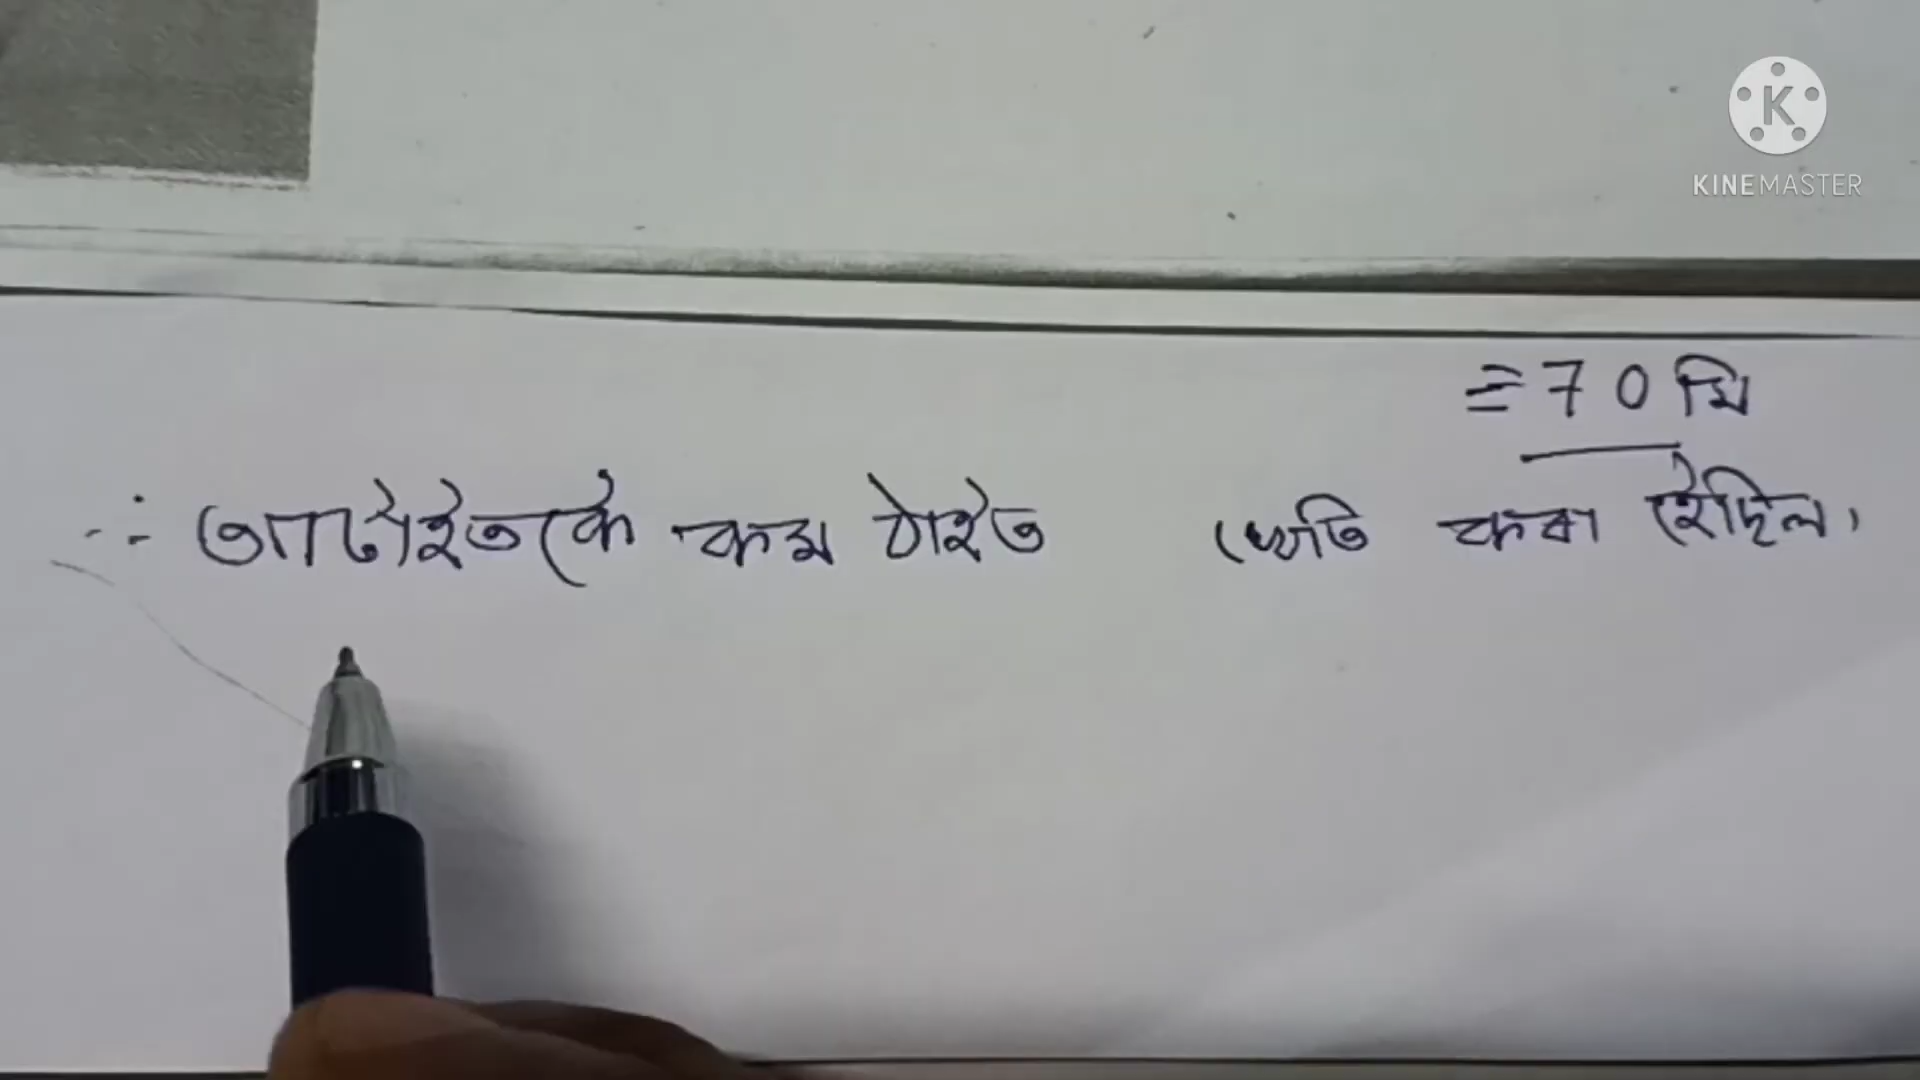 K
KINEMASTER
= 70 মি
∴ আটাইতকৈ কম ঠাইত খেতি কৰা হৈছিল।